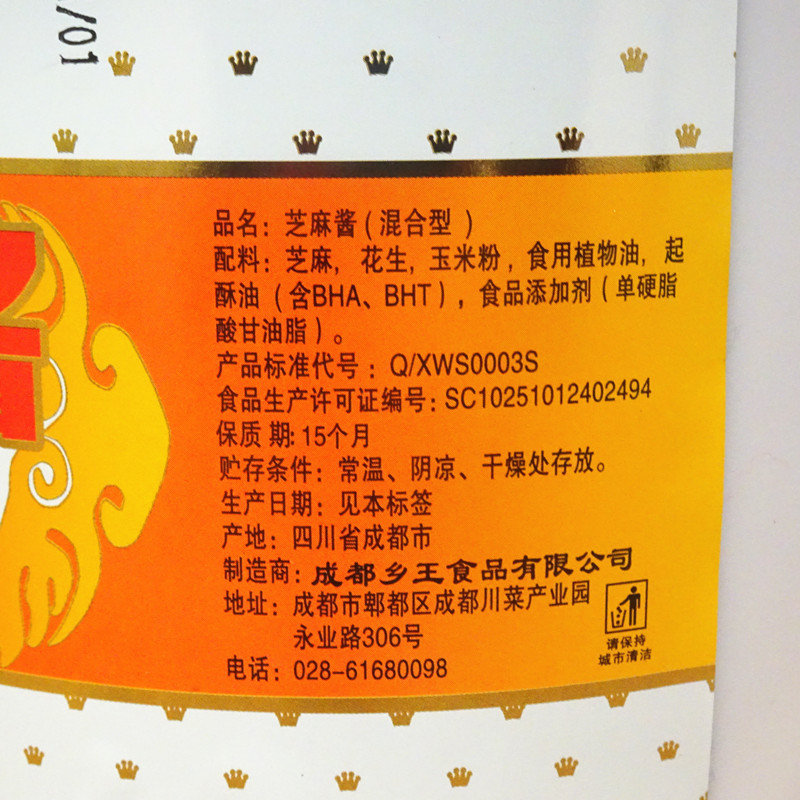 /01
品名：芝麻酱（混合型 ）
配料：芝麻，花生，玉米粉，食用植物油，起
酥油（含BHA、BHT），食品添加剂（单硬脂
酸甘油脂）。
产品标准代号：Q/XWS0003S
食品生产许可证编号：SC10251012402494
保质 期：15个月
贮存条件：常温、阴凉、干燥处存放。
生产日期：见本标签
产地：四川省成都市
制造商：成都乡王食品有限公司
地址：成都市郫都区成都川菜产业园
永业路306号
电话：028-61680098
请保持
城市清洁